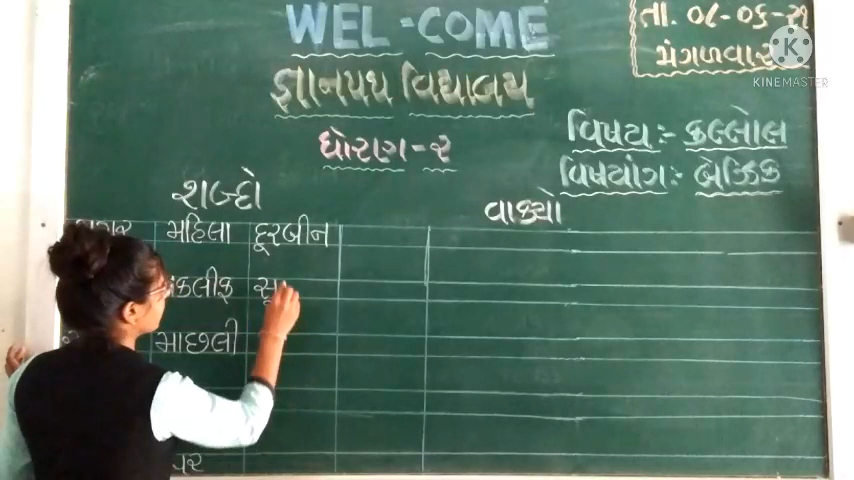 WEL-COME
તા. ૦૮-૦૬-૨૧
મંગળવાર
KINEMASTER
જ્ઞાનપથ વિદ્યાલય
ધોરણ-૨
વિષય:- કલ્લોલ
વિષયાંગ:- બેઝિક
શબ્દો
વાક્યો
મહિલા દૂરબીન
માછલી